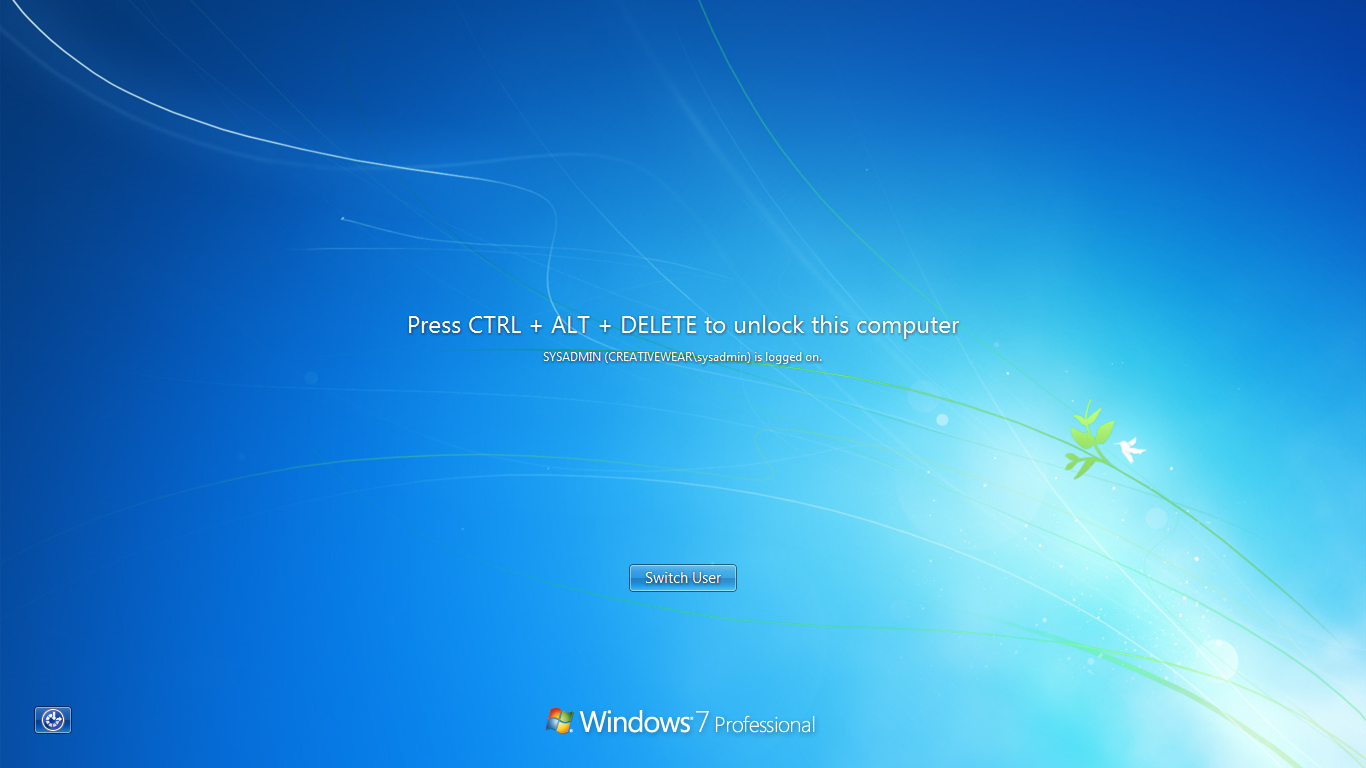 Press CTRL + ALT + DELETE to unlock this computer
SYSADMIN (CREATIVEWEAR\sysadmin) is logged on.
Switch User
Windows 7 Professional